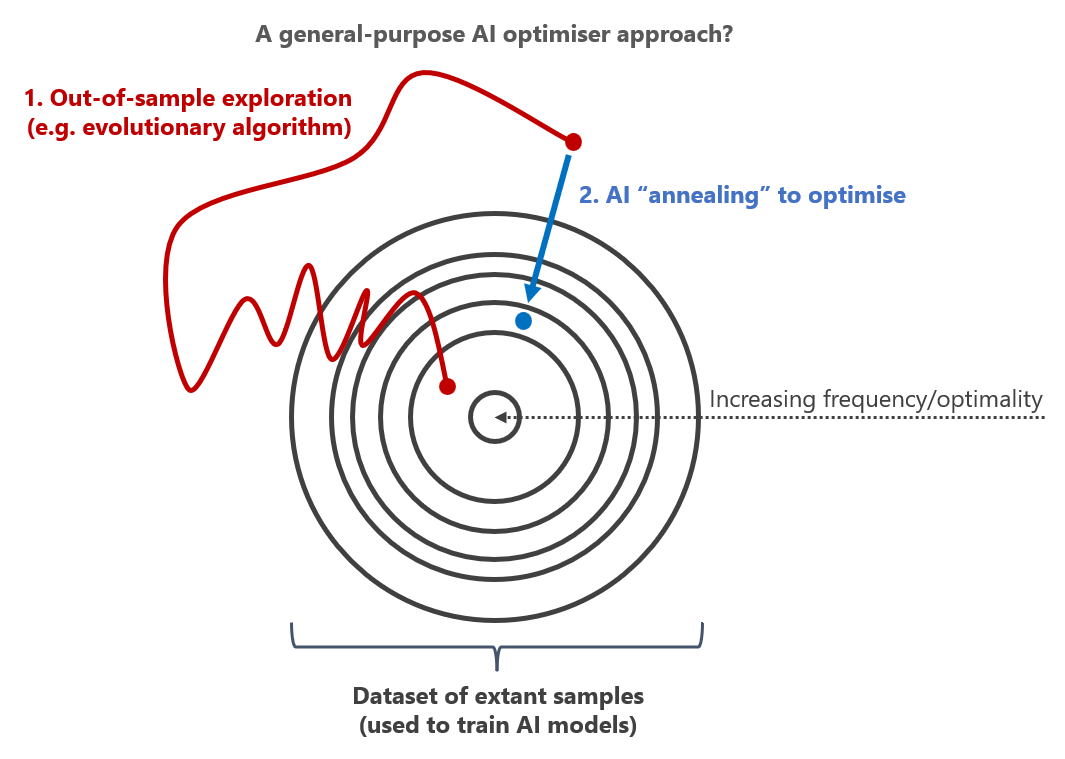 A general-purpose AI optimiser approach?
1. Out-of-sample exploration
(e.g. evolutionary algorithm)
2. AI “annealing” to optimise
Increasing frequency/optimality
Dataset of extant samples
(used to train AI models)